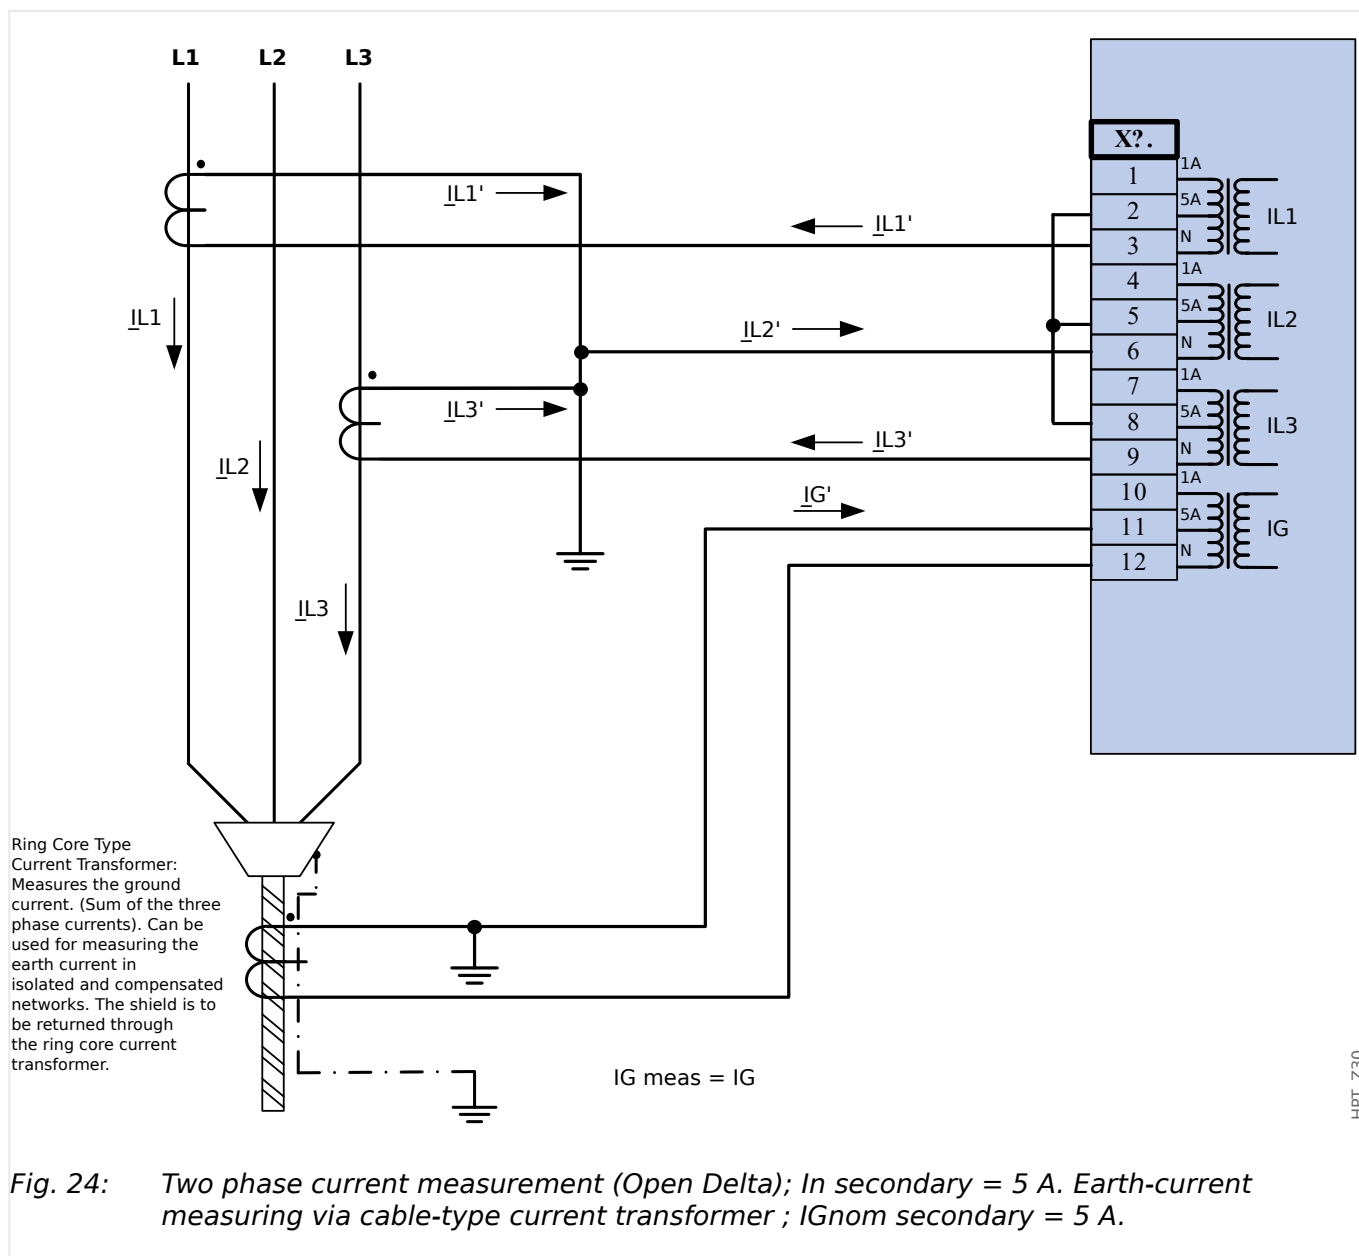 L1 L2 L3
X?.
1
2
3
4
5
6
7
8
9
10
11
12
1A
5A
N
IL1
1A
5A
N
IL2
1A
5A
N
IL3
1A
5A
N
IG
IL1'
IL1'
IL1
IL2'
IL3'
IL3'
IL2
IG'
IL3
Ring Core Type
Current Transformer:
Measures the ground
current. (Sum of the three
phase currents). Can be
used for measuring the
earth current in
isolated and compensated
networks. The shield is to
be returned through
the ring core current
transformer.
IG meas = IG
Fig. 24: Two phase current measurement (Open Delta); In secondary = 5 A. Earth-current
measuring via cable-type current transformer ; IGnom secondary = 5 A.